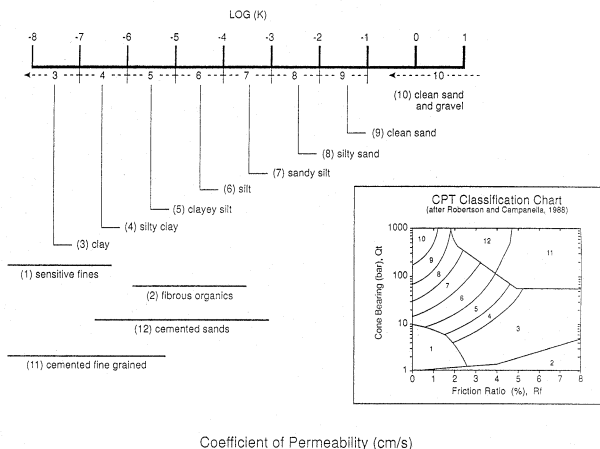 LOG (K)
-8 -7 -6 -5 -4 -3 -2 -1 0 1
3 4 5 6 7 8 9 10
(10) clean sand
and gravel
(9) clean sand
(8) silty sand
(7) sandy silt
(6) silt
(5) clayey silt
(4) silty clay
(3) clay
(1) sensitive fines
(2) fibrous organics
(12) cemented sands
(11) cemented fine grained
CPT Classification Chart
(after Robertson and Campanella, 1988)
Cone Bearing (bar), Qt
1000
100
10
1
10
9
8
7
6
5
4
3
12
11
1
2
0 1 2 3 4 5 6 7 8
Friction Ratio (%), Rf
Coefficient of Permeability (cm/s)